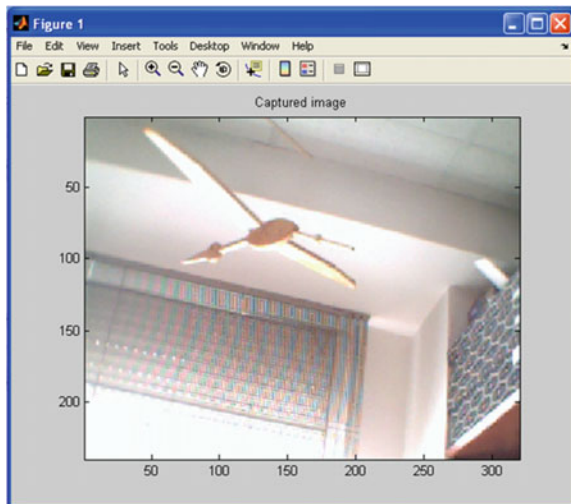 Figure 1
File Edit View Insert Tools Desktop Window Help
Captured image
50
100
150
200
50 100 150 200 250 300